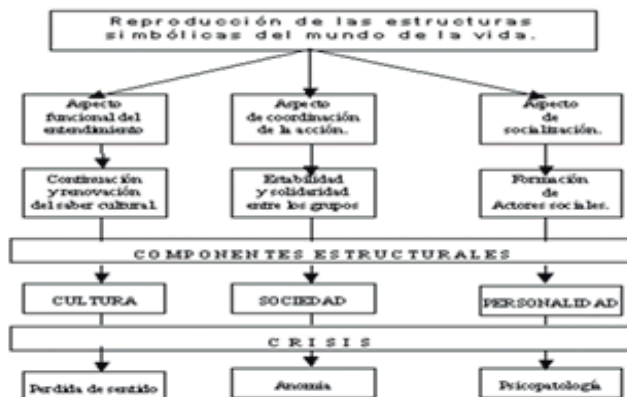 Reproducción de las estructuras
simbólicas del mundo de la vida.
Aspecto
funcional del
entendimiento
Aspecto
de coordinación
de la acción.
Aspecto
de
socialización.
Continuación
y renovación
del saber cultural.
Estabilidad
y solidaridad
entre los grupos
Formación
de
Actores sociales.
COMPONENTES ESTRUCTURALES
CULTURA
SOCIEDAD
PERSONALIDAD
CRISIS
Perdida de sentido
Anomía
Psicopatología